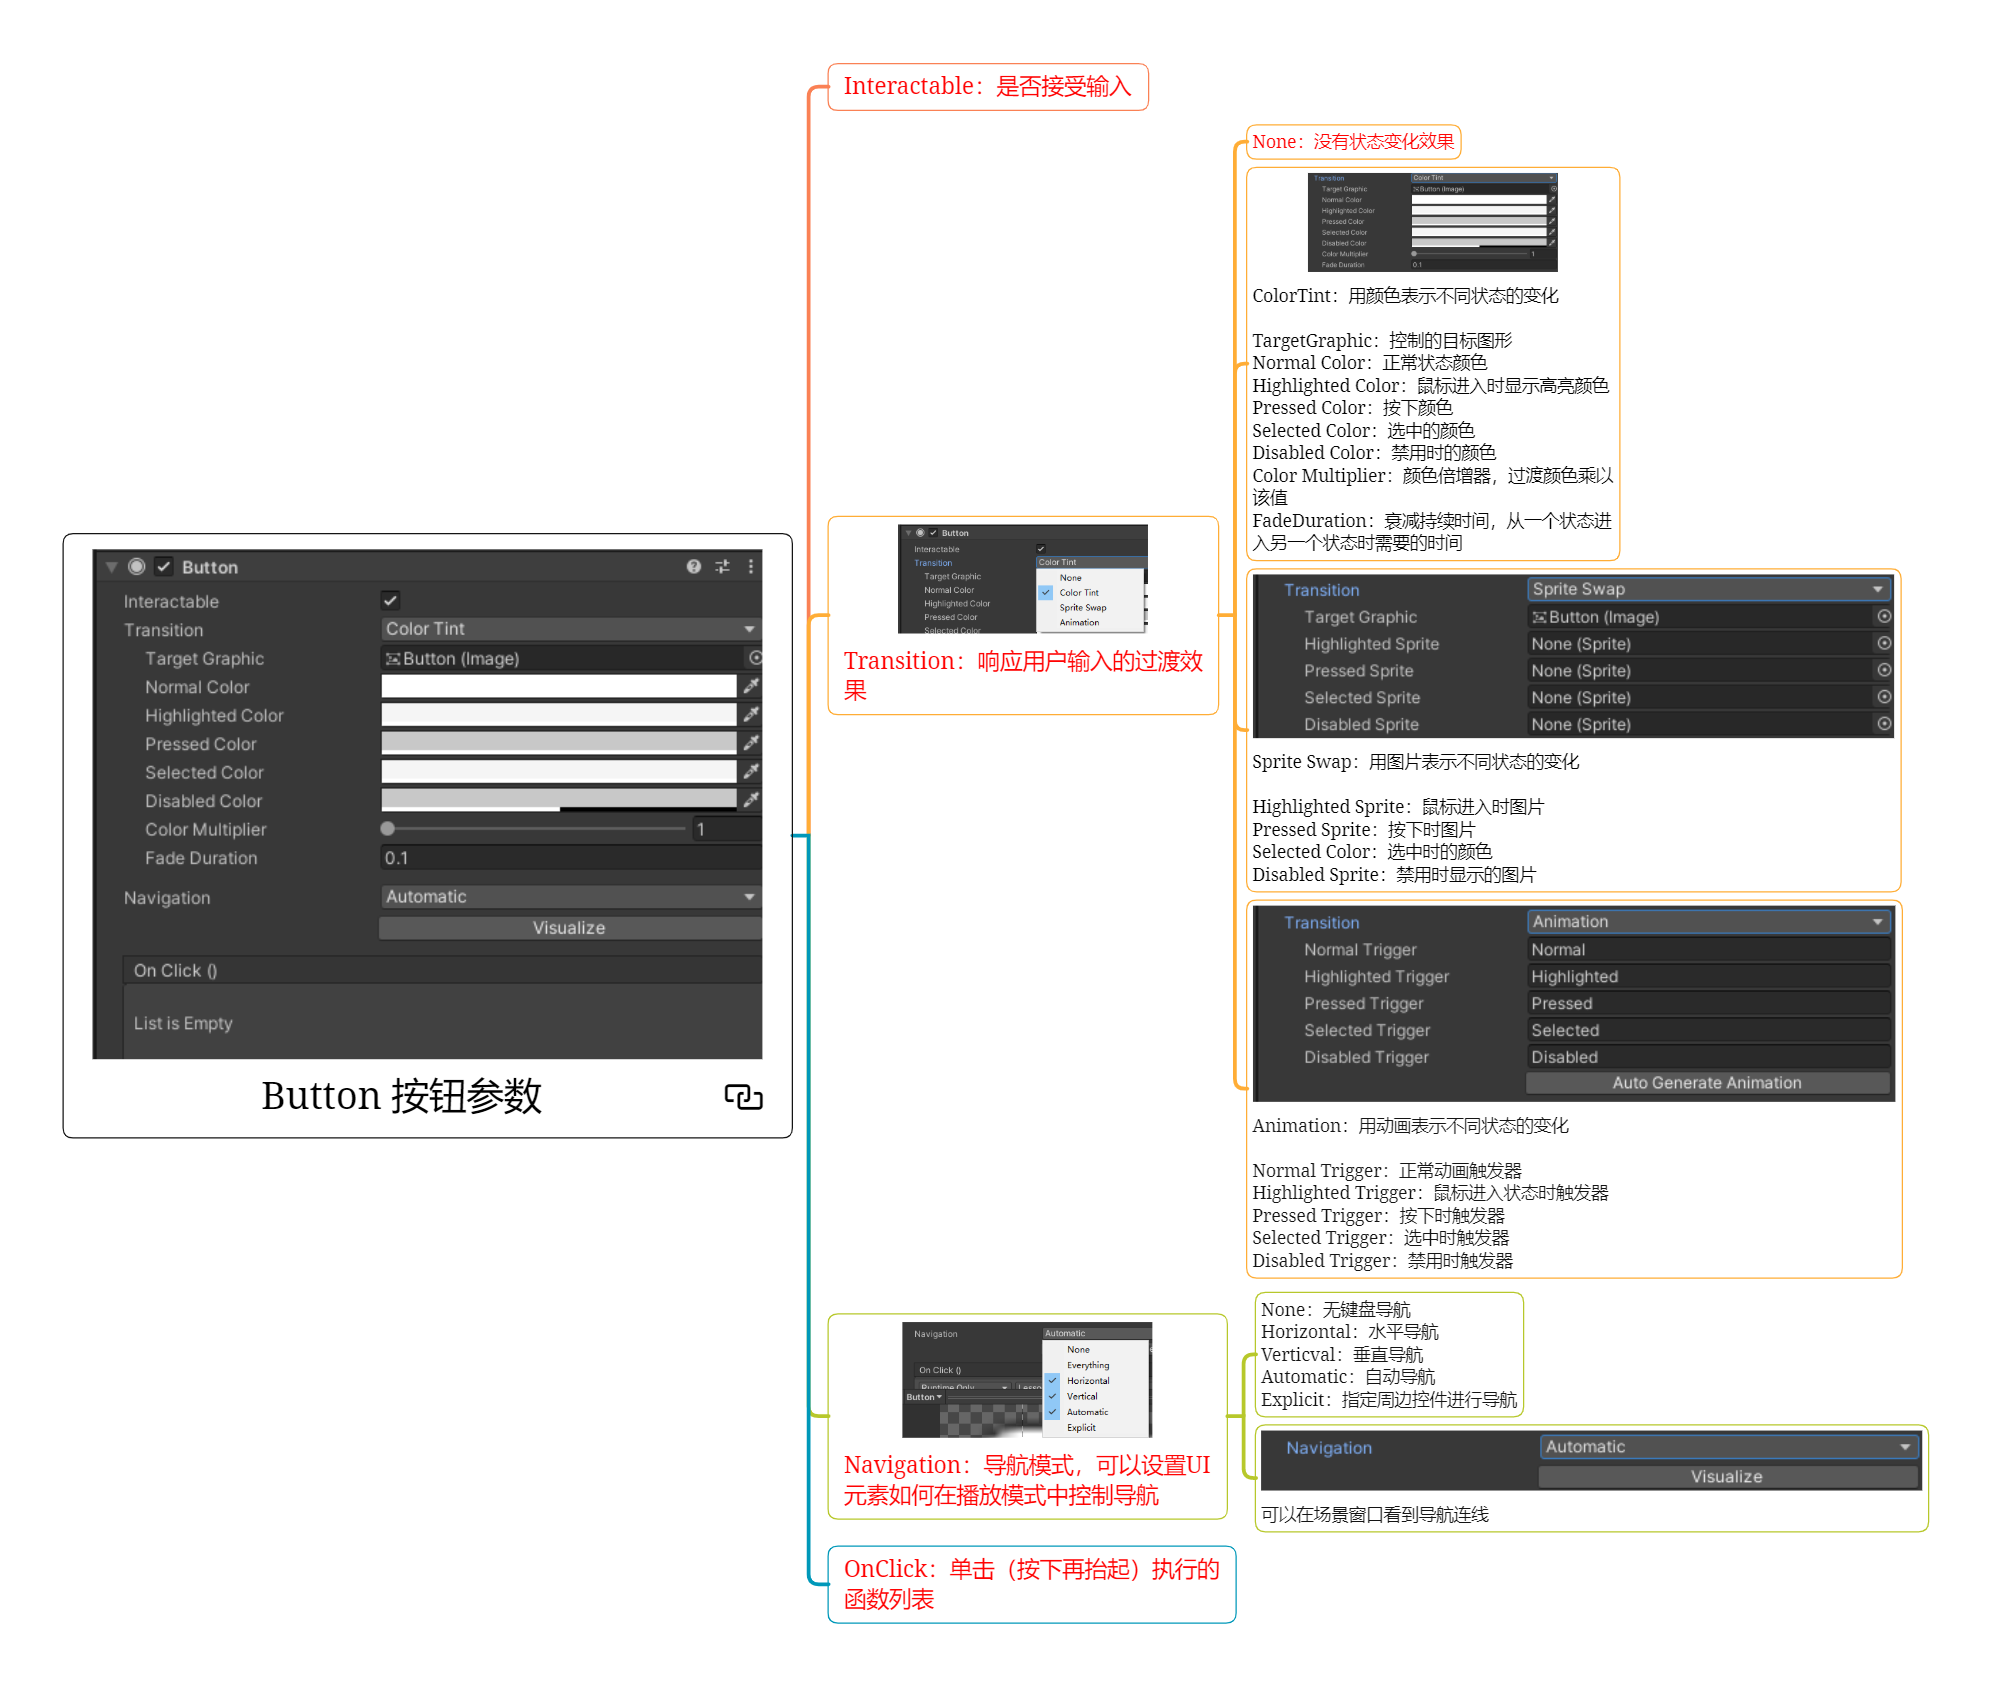 Interactable：是否接受输入
None：没有状态变化效果
Transition
Color Tint
Target Graphic
Button (Image)
Normal Color
Highlighted Color
Pressed Color
Selected Color
Disabled Color
Color Multiplier
1
Fade Duration
0.1
ColorTint：用颜色表示不同状态的变化
TargetGraphic：控制的目标图形
Normal Color：正常状态颜色
Highlighted Color：鼠标进入时显示高亮颜色
Pressed Color：按下颜色
Selected Color：选中的颜色
Disabled Color：禁用时的颜色
Color Multiplier：颜色倍增器，过渡颜色乘以
该值
FadeDuration：衰减持续时间，从一个状态进
入另一个状态时需要的时间
Button
Interactable
Transition
Color Tint
Target Graphic
Button (Image)
Normal Color
Highlighted Color
Pressed Color
Selected Color
Disabled Color
Color Multiplier
1
Fade Duration
0.1
Navigation
Automatic
Visualize
On Click ()
List is Empty
Button 按钮参数
Button
Interactable
Transition
Color Tint
Target Graphic
None
Normal Color
Color Tint
Highlighted Color
Sprite Swap
Pressed Color
Animation
Selected Color
Transition：响应用户输入的过渡效
果
Transition
Sprite Swap
Target Graphic
Button (Image)
Highlighted Sprite
None (Sprite)
Pressed Sprite
None (Sprite)
Selected Sprite
None (Sprite)
Disabled Sprite
None (Sprite)
Sprite Swap：用图片表示不同状态的变化
Highlighted Sprite：鼠标进入时图片
Pressed Sprite：按下时图片
Selected Color：选中时的颜色
Disabled Sprite：禁用时显示的图片
Transition
Animation
Normal Trigger
Normal
Highlighted Trigger
Highlighted
Pressed Trigger
Pressed
Selected Trigger
Selected
Disabled Trigger
Disabled
Auto Generate Animation
Animation：用动画表示不同状态的变化
Normal Trigger：正常动画触发器
Highlighted Trigger：鼠标进入状态时触发器
Pressed Trigger：按下时触发器
Selected Trigger：选中时触发器
Disabled Trigger：禁用时触发器
Navigation
Automatic
None
Everything
On Click ()
Horizontal
Runtime Only
Button
Vertical
Automatic
Explicit
Navigation：导航模式，可以设置UI
元素如何在播放模式中控制导航
None：无键盘导航
Horizontal：水平导航
Verticval：垂直导航
Automatic：自动导航
Explicit：指定周边控件进行导航
Navigation
Automatic
Visualize
可以在场景窗口看到导航连线
OnClick：单击（按下再抬起）执行的
函数列表